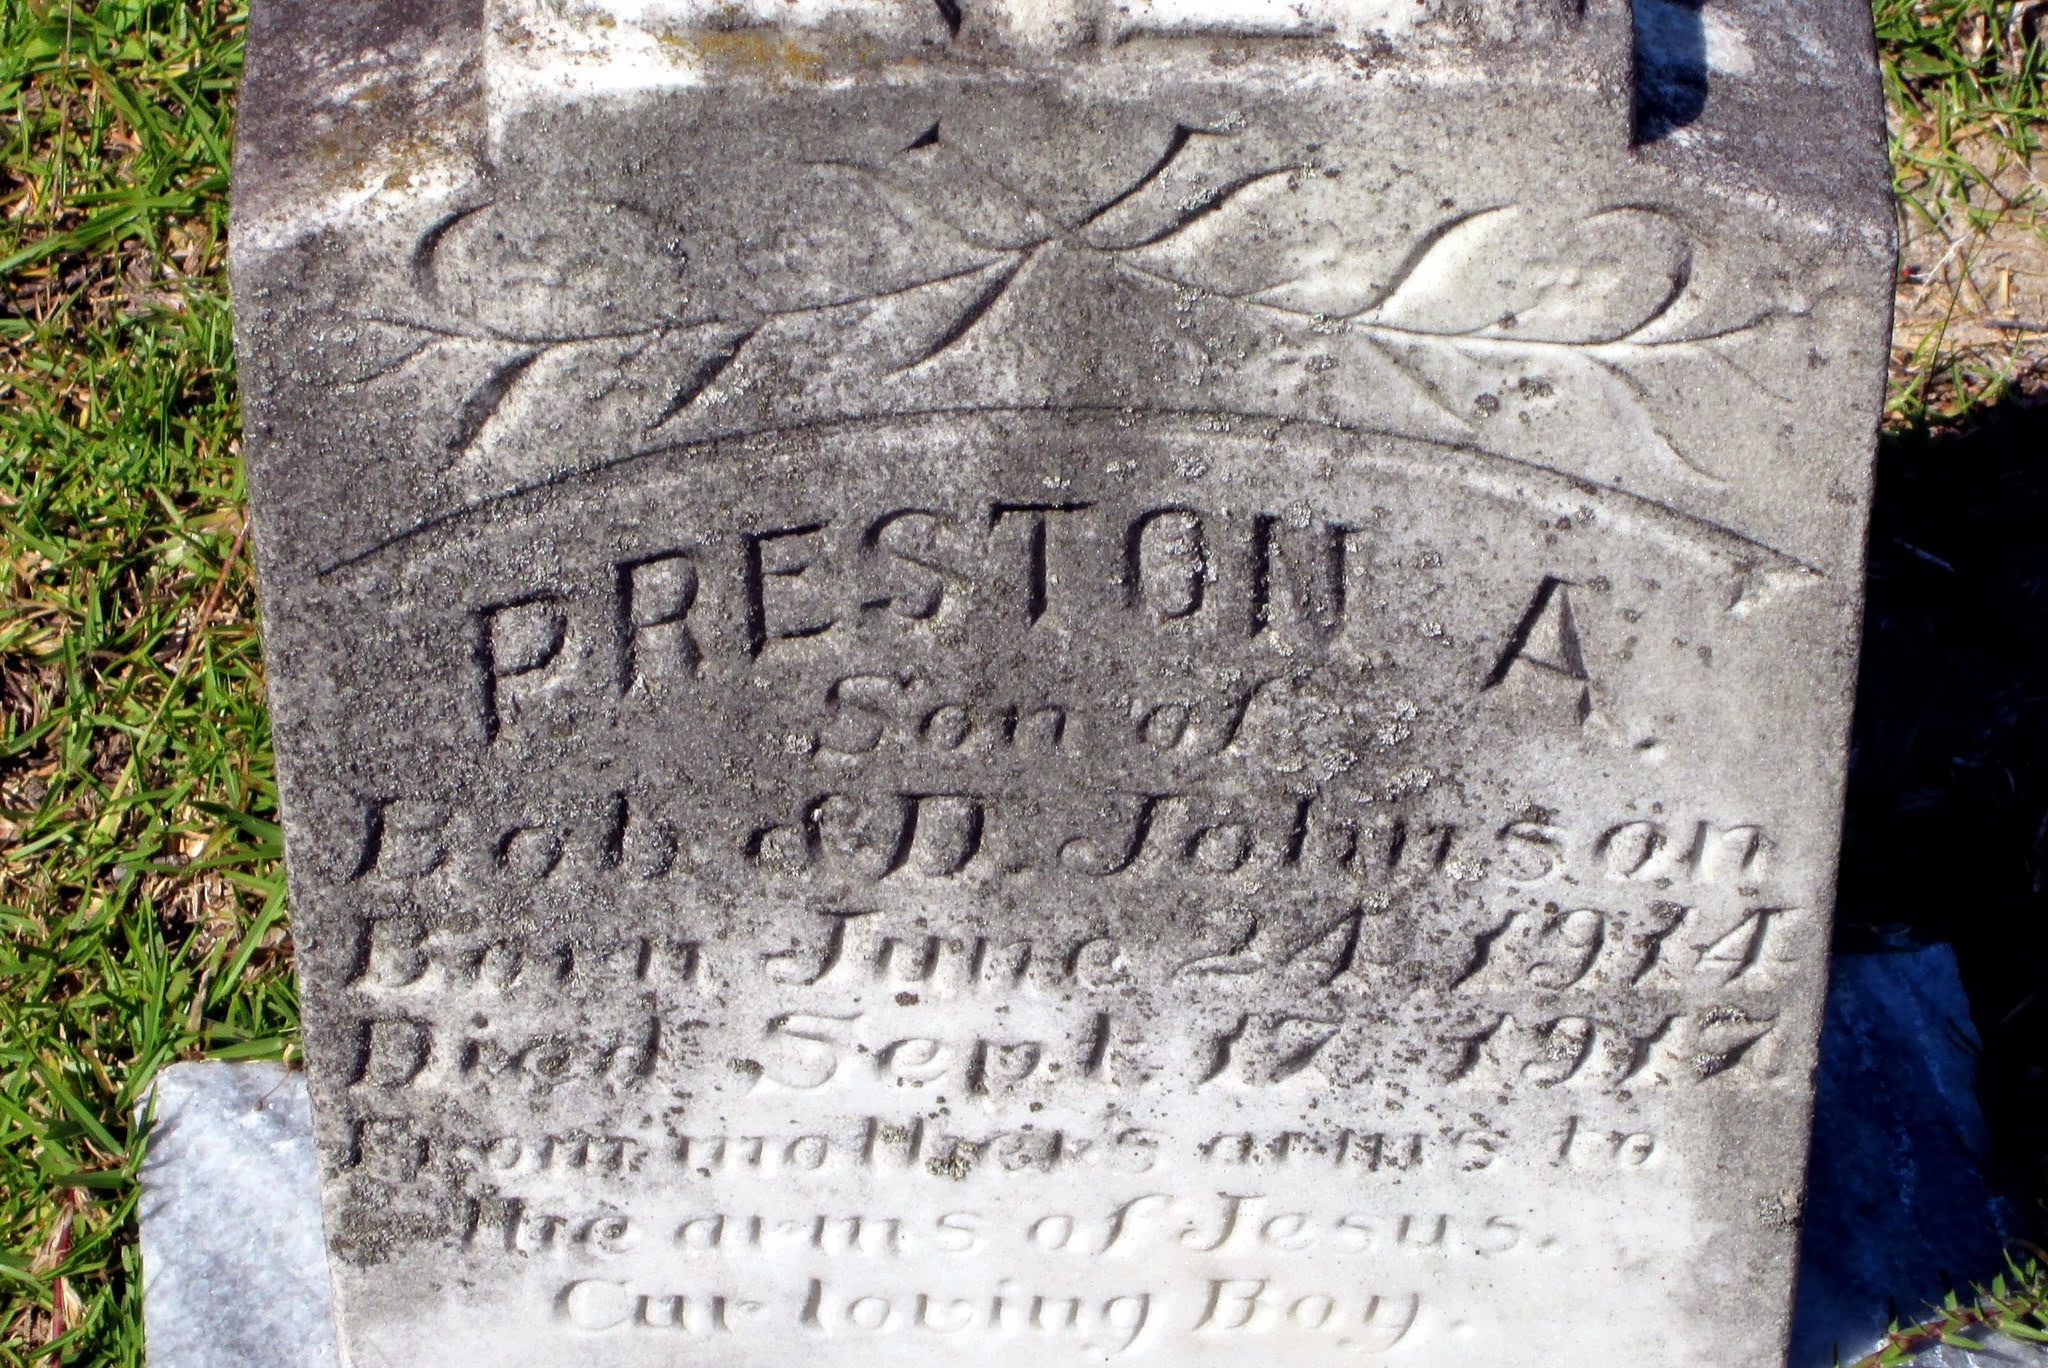 PRESTON A.
Son of
Bob & D. Johnson
Born June 24, 1914
Died Sept. 17, 1917
From mothers arms to
the arms of Jesus.
Our loving Boy.